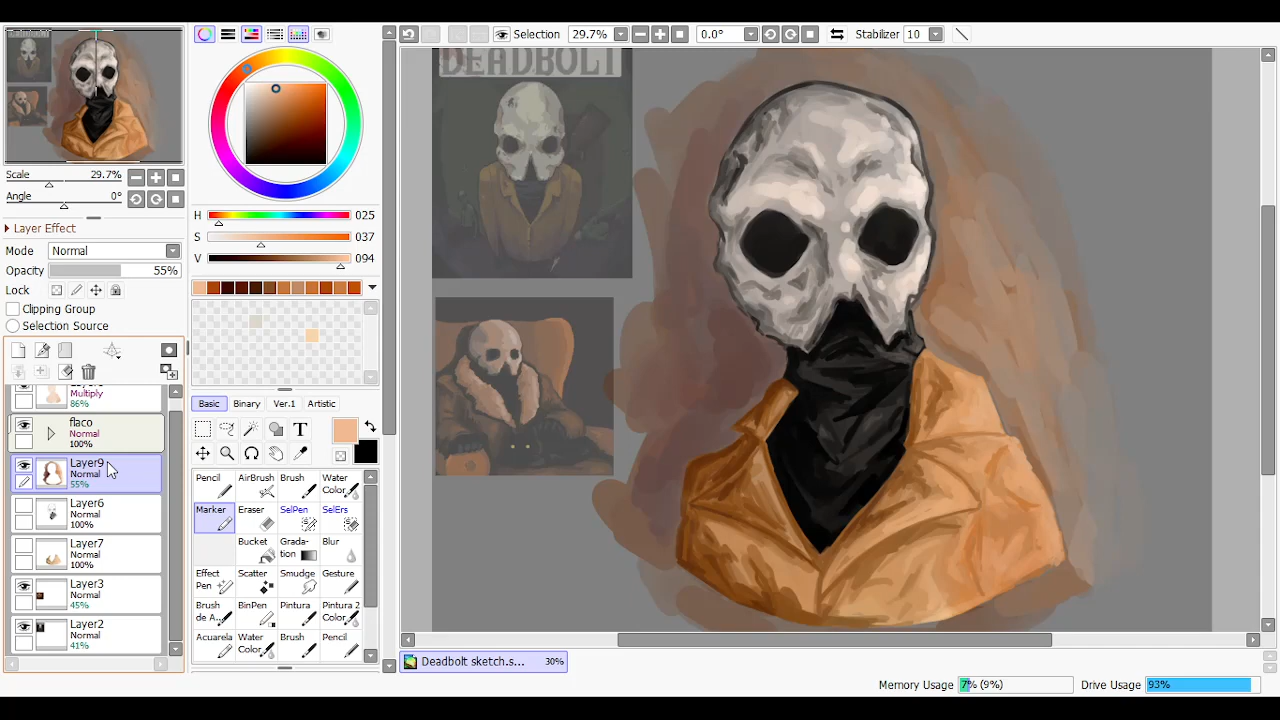 Selection
29.7%
0.0°
Stabilizer
10
DEADBOLT
Scale
29.7%
Angle
0°
Layer Effect
Mode
Normal
Opacity
55%
Lock
Clipping Group
Selection Source
Multiply
86%
flaco
Normal
100%
Layer9
Normal
55%
Layer6
Normal
100%
Layer7
Normal
100%
Layer3
Normal
45%
Layer2
Normal
41%
H
025
S
037
V
094
Basic
Binary
Ver.1
Artistic
T
Pencil
AirBrush
Brush
Water
Color
Marker
Eraser
SelPen
SelErs
Bucket
Grada-
tion
Blur
Effect
Pen
Scatter
Smudge
Gesture
Brush
de A...
BinPen
Pintura
Pintura 2
Color
Acuarela
Water
Color
Brush
Pencil
Deadbolt sketch.s...
30%
Memory Usage
7% (9%)
Drive Usage
93%